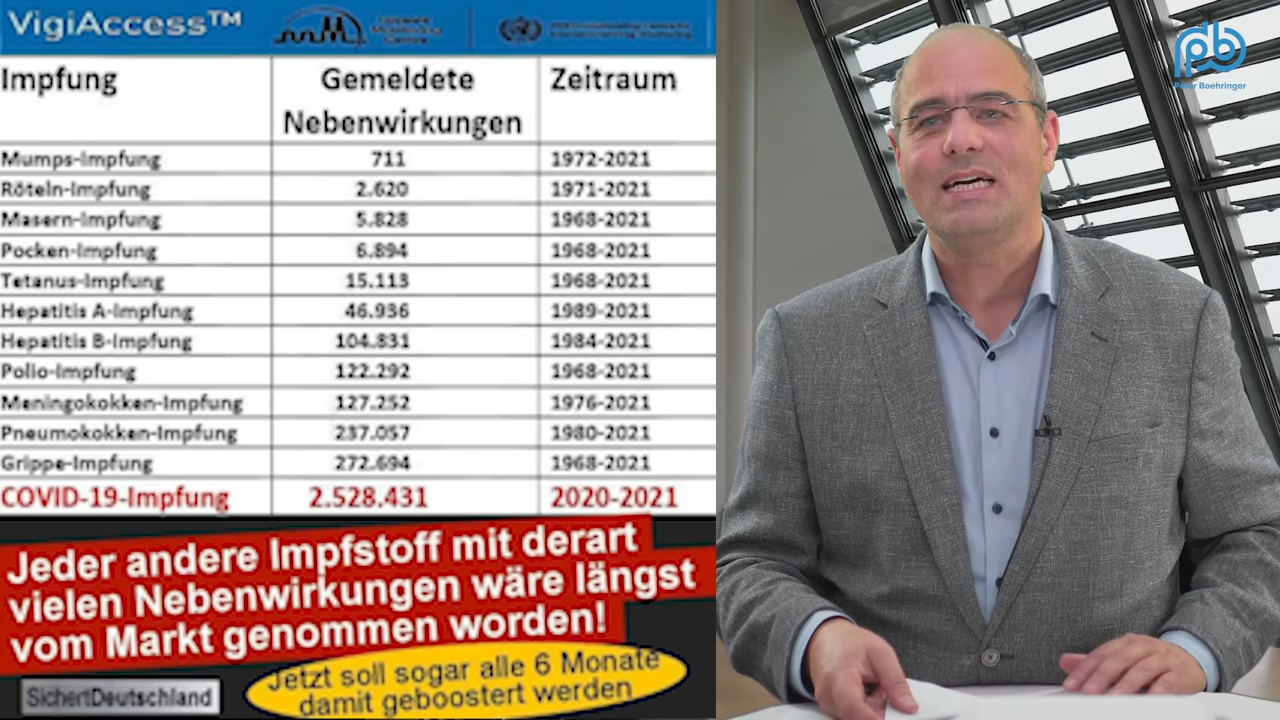 VigiAccess™
Uppsala
Monitoring
Centre
Impfung Gemeldete Nebenwirkungen Zeitraum
Mumps-Impfung 711 1972-2021
Röteln-Impfung 2.620 1971-2021
Masern-Impfung 5.828 1968-2021
Pocken-Impfung 6.894 1968-2021
Tetanus-Impfung 15.113 1968-2021
Hepatitis A-Impfung 46.936 1989-2021
Hepatitis B-Impfung 104.831 1984-2021
Polio-Impfung 122.292 1968-2021
Meningokokken-Impfung 127.252 1976-2021
Pneumokokken-Impfung 237.057 1980-2021
Grippe-Impfung 272.694 1968-2021
COVID-19-Impfung 2.528.431 2020-2021
Jeder andere Impfstoff mit derart
vielen Nebenwirkungen wäre längst
vom Markt genommen worden!
Jetzt soll sogar alle 6 Monate
damit geboostert werden
SichertDeutschland
pb
Peter Boehringer